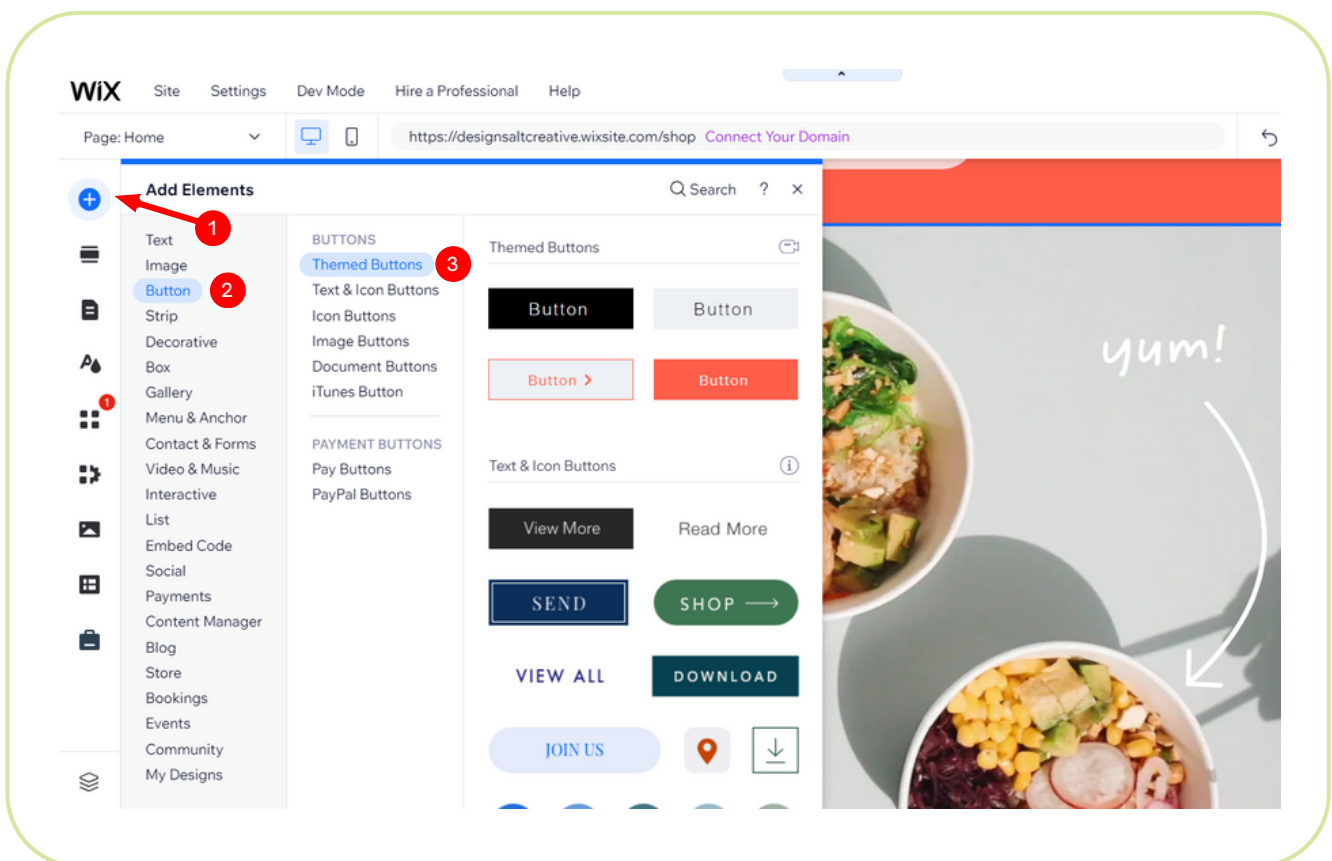 WiX Site Settings Dev Mode Hire a Professional Help
Page: Home https://designsaltcreative.wixsite.com/shop Connect Your Domain
Add Elements Search ? ×
1
Text
Image
Button 2
Strip
Decorative
Box
Gallery
1
Menu & Anchor
Contact & Forms
Video & Music
Interactive
List
Embed Code
Social
Payments
Content Manager
Blog
Store
Bookings
Events
Community
My Designs
BUTTONS
Themed Buttons 3
Text & Icon Buttons
Icon Buttons
Image Buttons
Document Buttons
iTunes Button
PAYMENT BUTTONS
Pay Buttons
PayPal Buttons
Themed Buttons
Button Button
Button > Button
Text & Icon Buttons i
View More Read More
SEND SHOP →
VIEW ALL DOWNLOAD
JOIN US
yum!